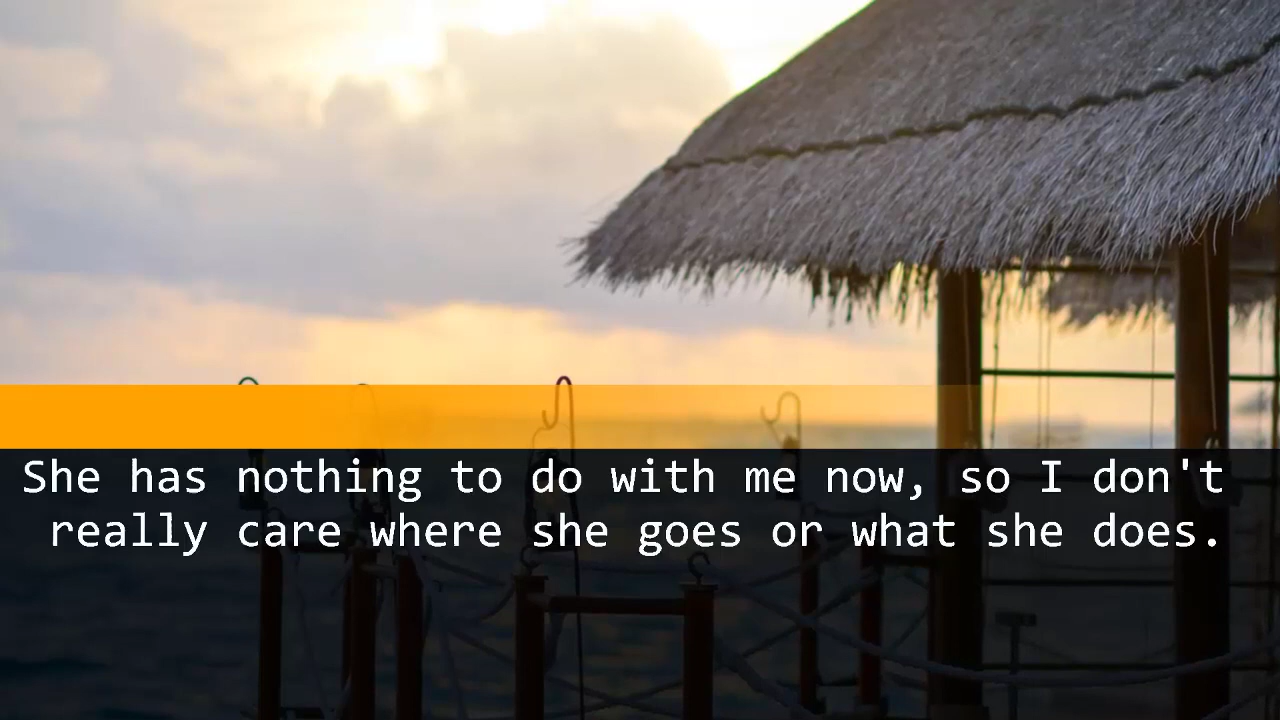 She has nothing to do with me now, so I don't
really care where she goes or what she does.